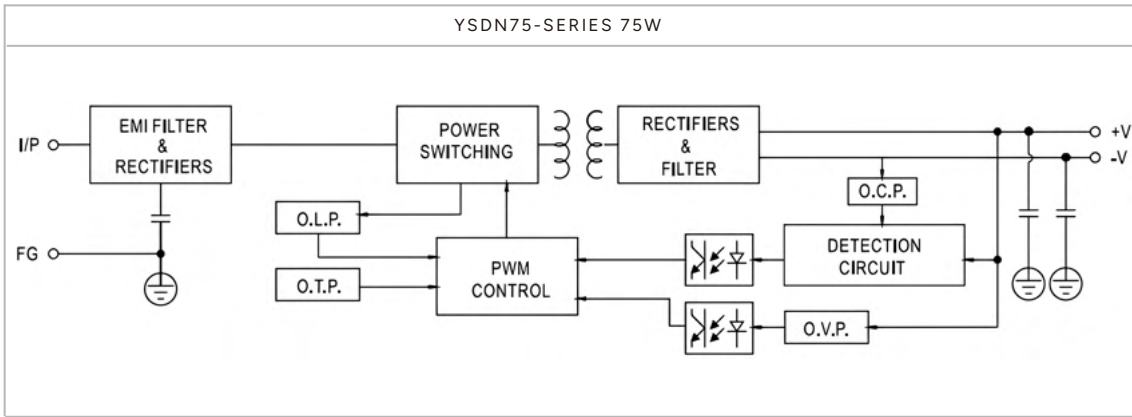 YSDN75-SERIES 75W
I/P
EMI FILTER
&
RECTIFIERS
POWER
SWITCHING
RECTIFIERS
&
FILTER
+V
-V
O.C.P.
O.L.P.
FG
O.T.P.
PWM
CONTROL
DETECTION
CIRCUIT
O.V.P.